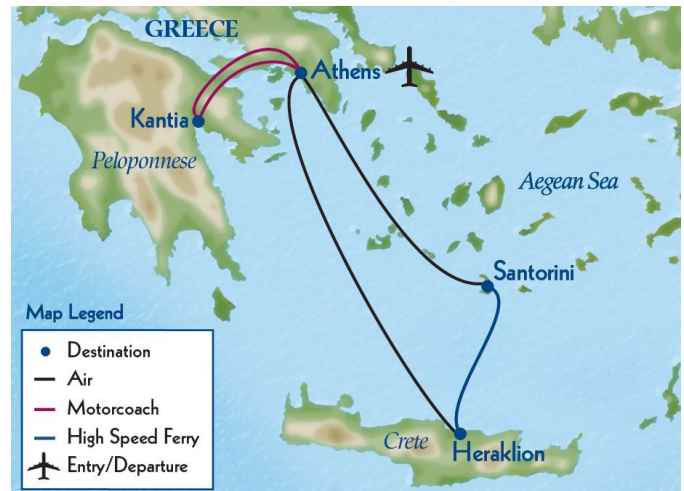 GREECE
Athens
Kantia
Peloponnese
Aegean Sea
Santorini
Map Legend
Destination
Air
Motorcoach
High Speed Ferry
Entry/Departure
Crete
Heraklion